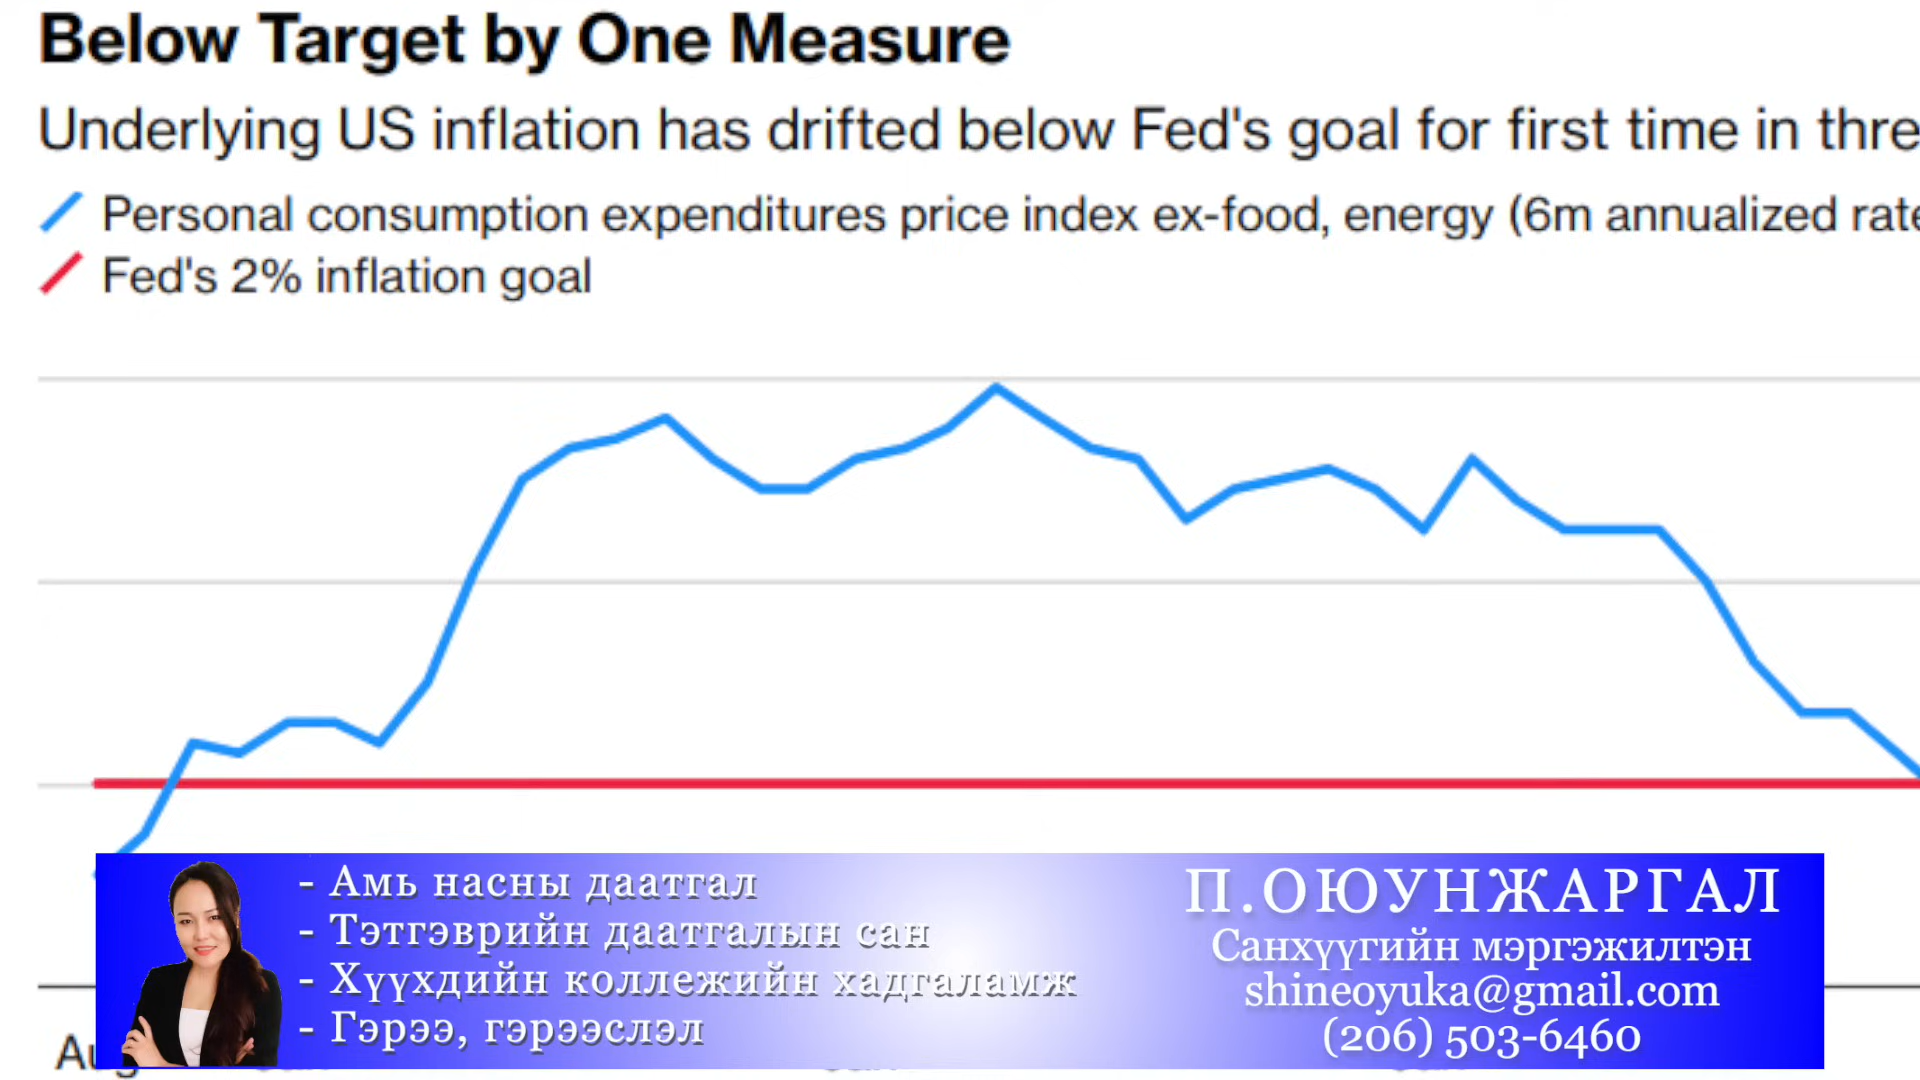 Below Target by One Measure
Underlying US inflation has drifted below Fed's goal for first time in thre
Personal consumption expenditures price index ex-food, energy (6m annualized rate
Fed's 2% inflation goal
- Амь насны даатгал
- Тэтгэврийн даатгалын сан
- Хүүхдийн коллежийн хадгаламж
- Гэрээ, гэрээслэл
П.ОЮУНЖАРГАЛ
Санхүүгийн мэргэжилтэн
shineoyuka@gmail.com
(206) 503-6460